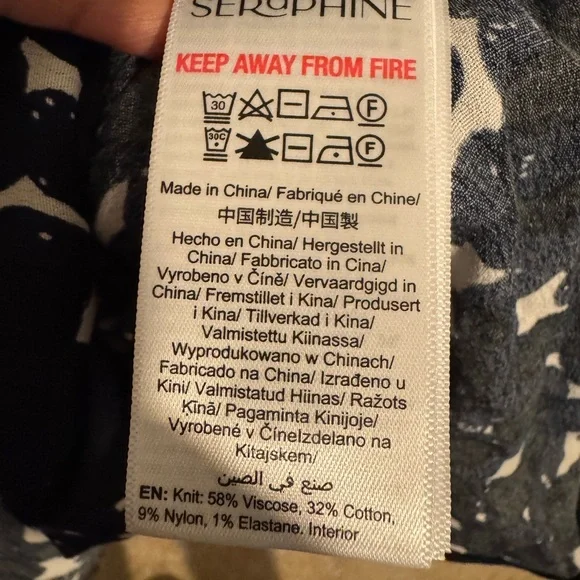 SERaPHINE
KEEP AWAY FROM FIRE
30 F
30C F
Made in China/ Fabriqué en Chine/
中国制造/中国製
Hecho en China/ Hergestellt in
China/ Fabbricato in Cina/
Vyrobeno v Číně/ Vervaardgigd in
China/ Fremstillet i Kina/ Produsert
i Kina/ Tillverkad i Kina/
Valmistettu Kiinassa/
Wyprodukowano w Chinach/
Fabricado na China/ Izrađeno u
Kini/ Valmistatud Hiinas/ Ražots
Ķīnā/ Pagaminta Kinijoje/
Vyrobené v ČíneIzdelano na
Kitajskem/
صنع في الصين
EN: Knit: 58% Viscose, 32% Cotton,
9% Nylon, 1% Elastane. Interior